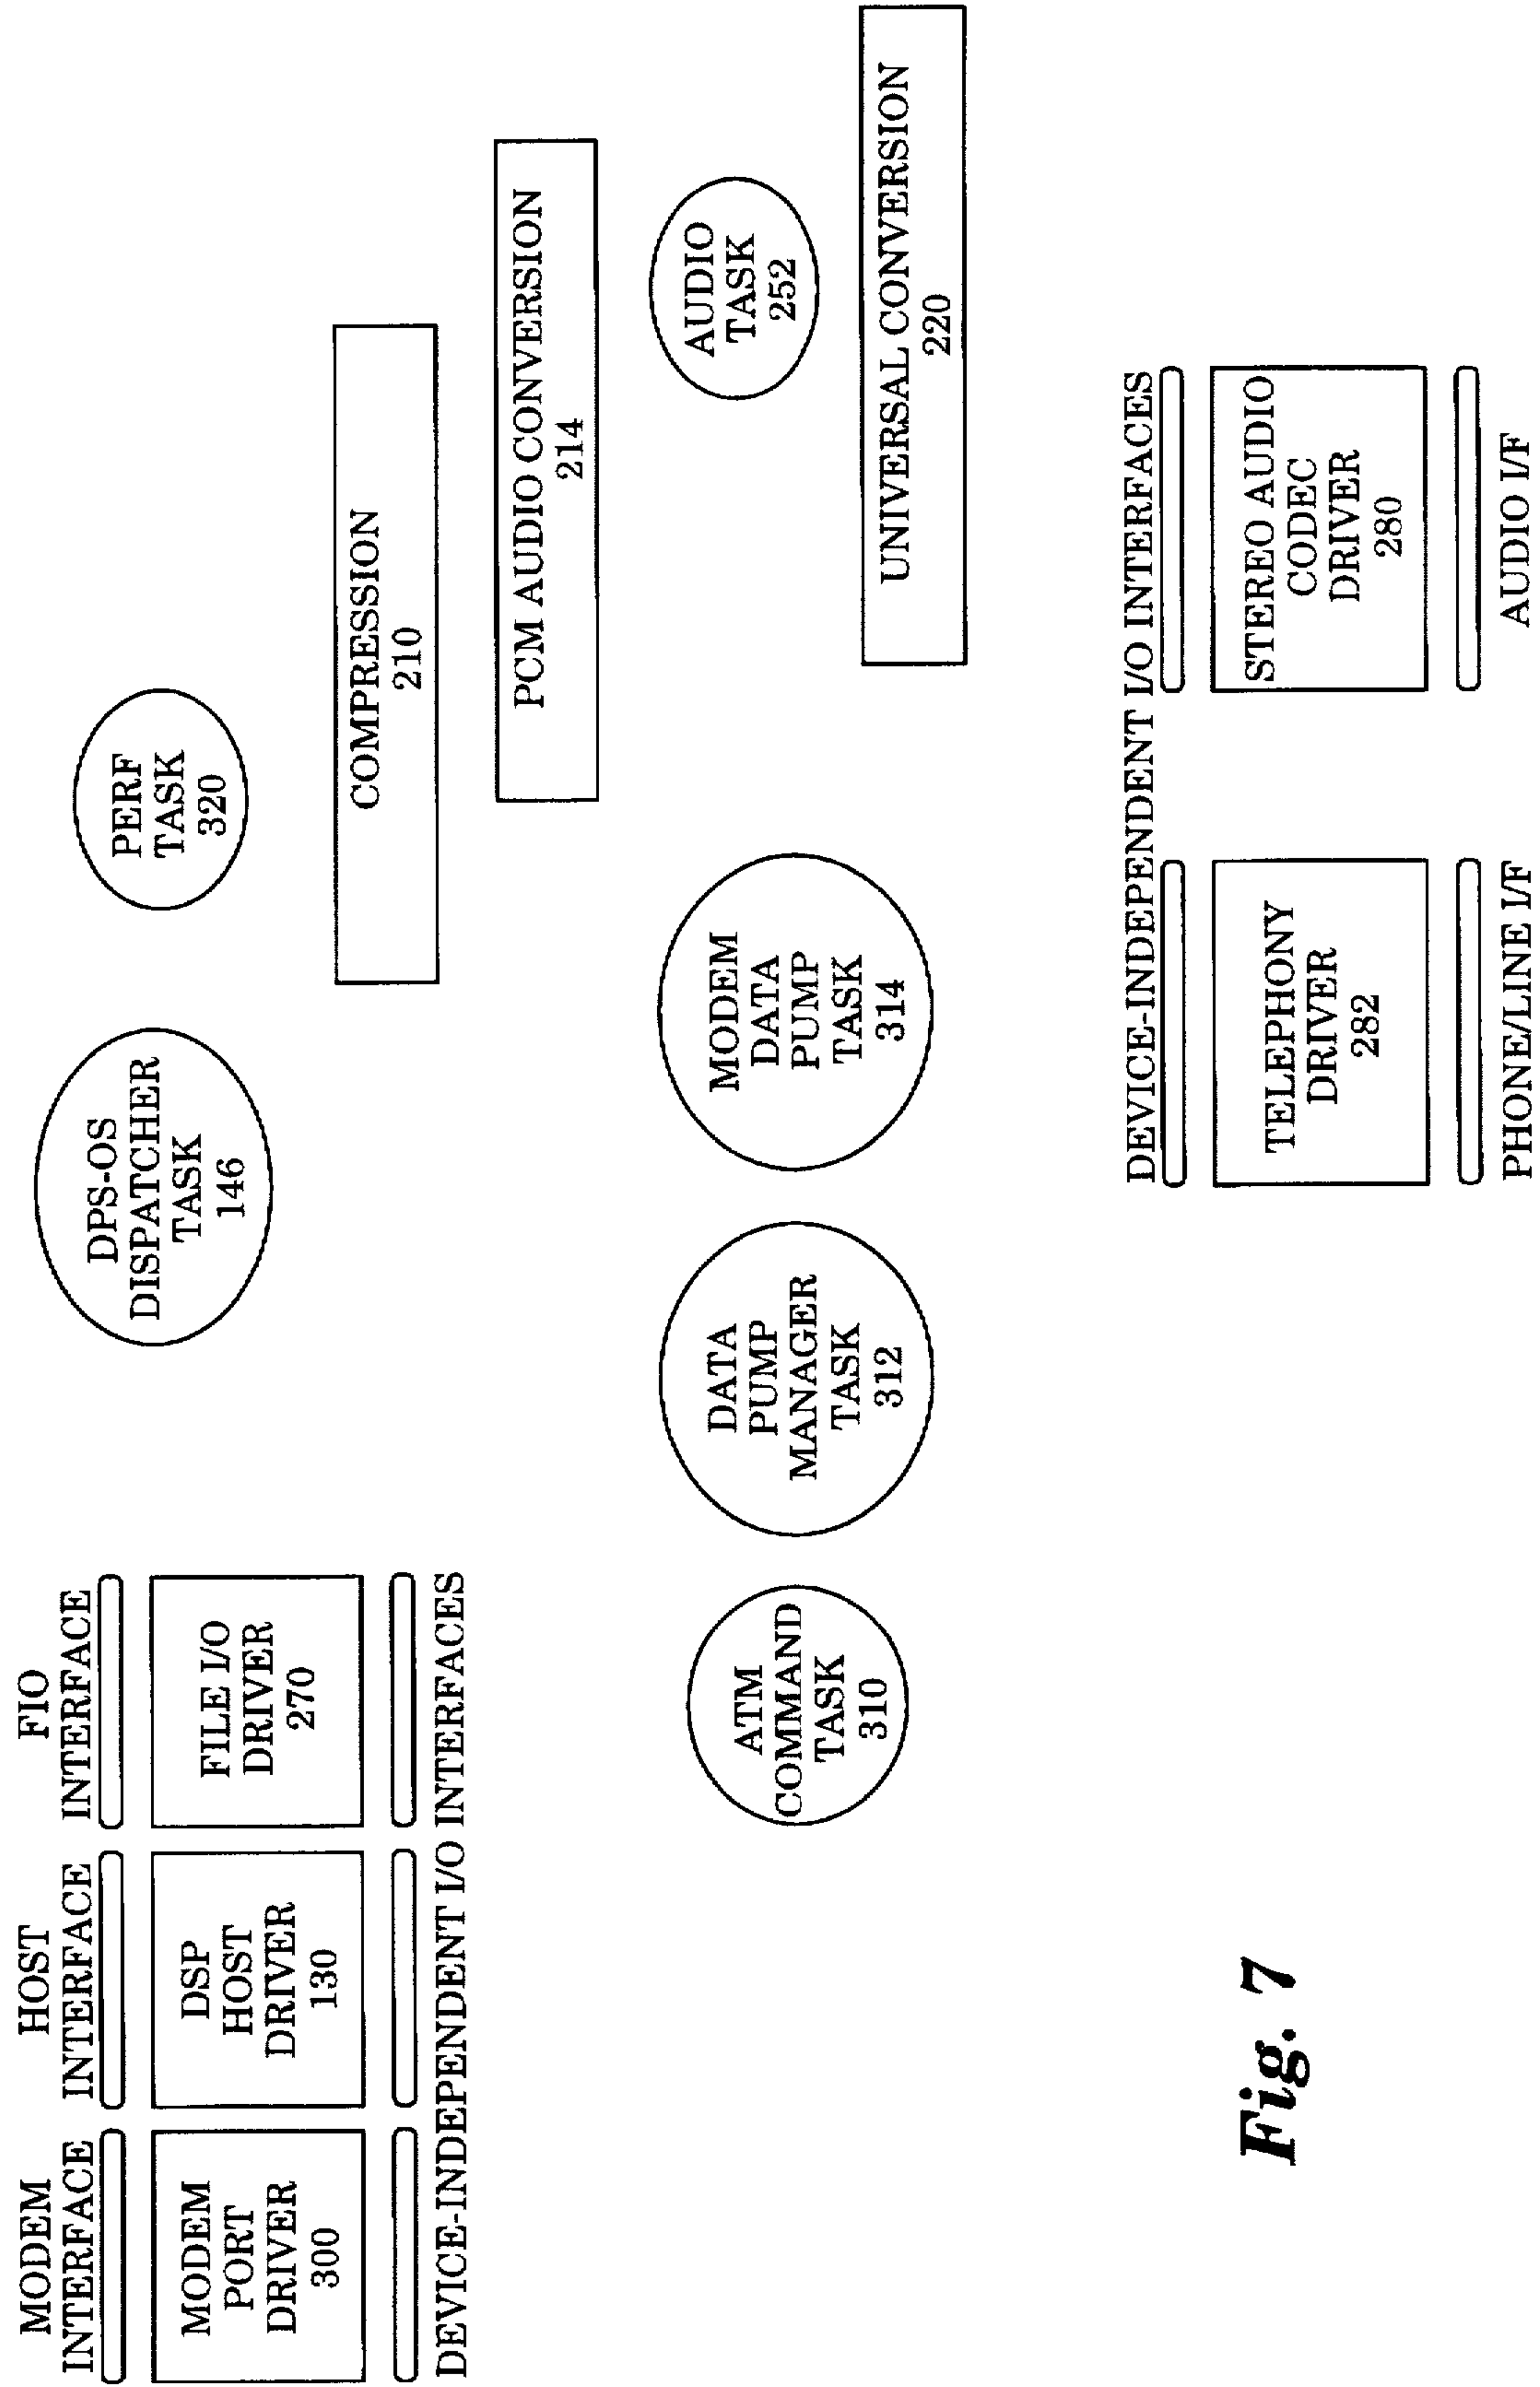 MODEM
INTERFACE
HOST
INTERFACE
FIO
INTERFACE
MODEM
PORT
DRIVER
300
DSP
HOST
DRIVER
130
FILE I/O
DRIVER
270
DEVICE-INDEPENDENT I/O INTERFACES
DPS-OS
DISPATCHER
TASK
146
PERF
TASK
320
COMPRESSION
210
PCM AUDIO CONVERSION
214
ATM
COMMAND
TASK
310
DATA
PUMP
MANAGER
TASK
312
MODEM
DATA
PUMP
TASK
314
AUDIO
TASK
252
UNIVERSAL CONVERSION
220
DEVICE-INDEPENDENT I/O INTERFACES
TELEPHONY
DRIVER
282
STEREO AUDIO
CODEC
DRIVER
280
PHONE/LINE I/F
AUDIO I/F
Fig. 7